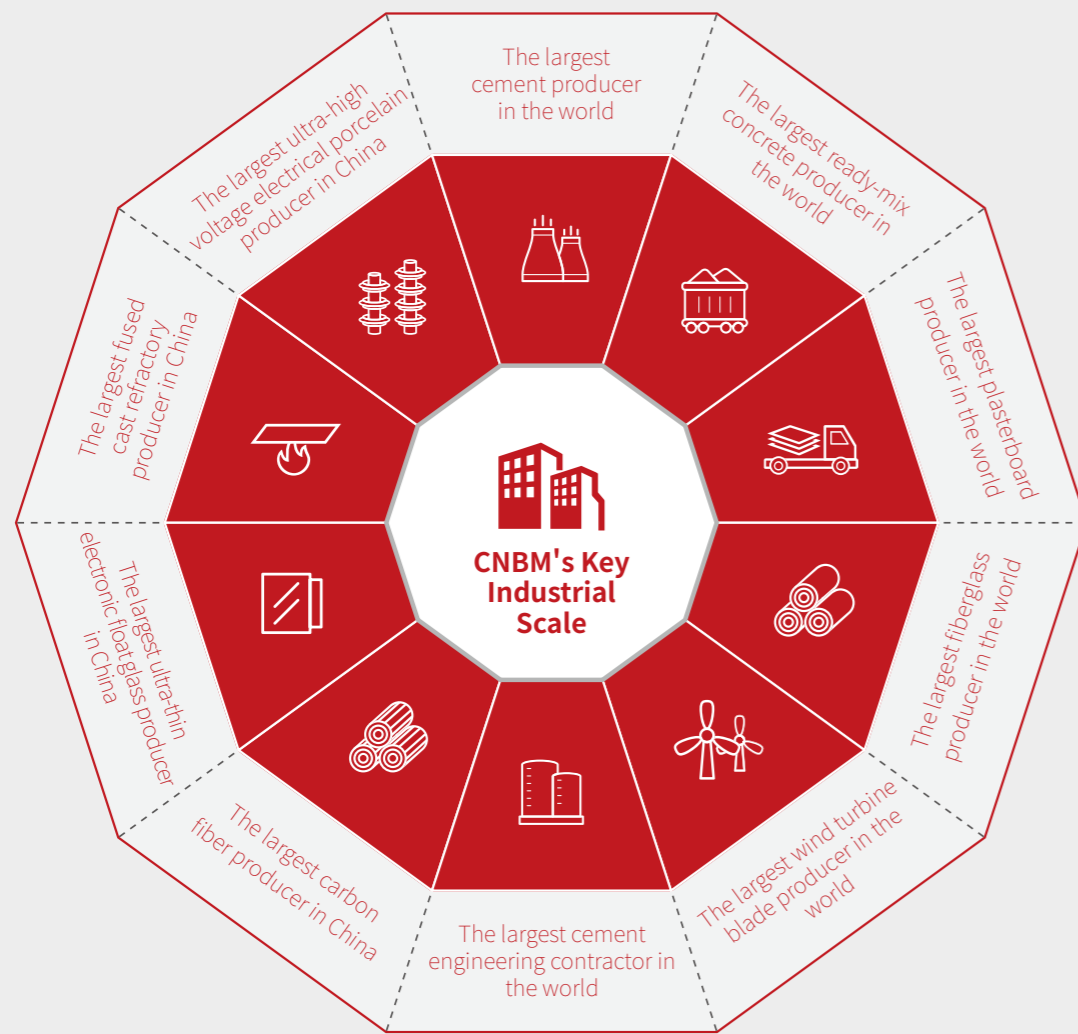 The largest
cement producer
in the world
The largest ready-mix
concrete producer in
the world
The largest plasterboard
producer in the world
The largest fiberglass
producer in the world
The largest wind turbine
blade producer in the
world
The largest cement
engineering contractor in
the world
The largest carbon
fiber producer in China
The largest ultra-thin
electronic float glass producer
in China
The largest fused
cast refractory
producer in China
The largest ultra-high
voltage electrical porcelain
producer in China
CNBM's Key
Industrial
Scale